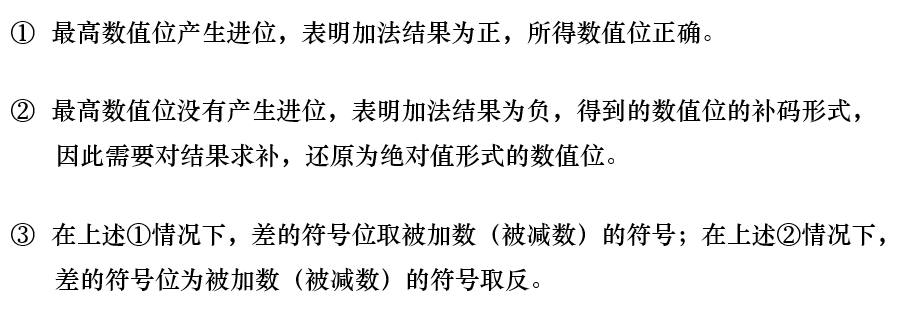 ① 最高数值位产生进位，表明加法结果为正，所得数值位正确。
② 最高数值位没有产生进位，表明加法结果为负，得到的数值位的补码形式，
因此需要对结果求补，还原为绝对值形式的数值位。
③ 在上述①情况下，差的符号位取被加数（被减数）的符号；在上述②情况下，
差的符号位为被加数（被减数）的符号取反。